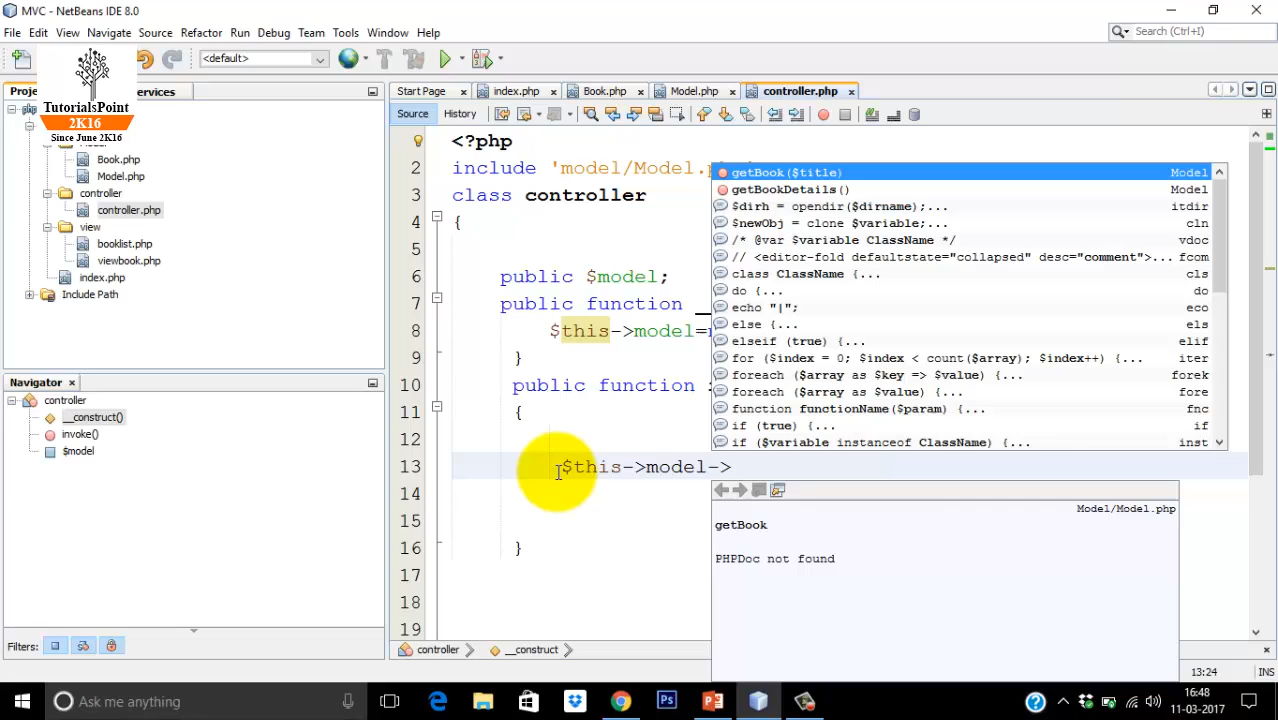 MVC - NetBeans IDE 8.0
File Edit View Navigate Source Refactor Run Debug Team Tools Window Help
Search (Ctrl+I)
<default>
TutorialsPoint
2K16
Since June 2K16
Services
Start Page
index.php
Book.php
Model.php
controller.php
Source
History
Book.php
Model.php
controller
controller.php
view
booklist.php
viewbook.php
index.php
Include Path
Navigator
controller
__construct()
invoke()
$model
Filters:
1 <?php
2 include 'model/Model.
3 class controller
4 {
5
6 public $model;
7 public function
8 $this->model=
9 }
10 public function
11 {
12
13 $this->model->
14
15
16 }
17
18
19
getBook($title) Model
getBookDetails() Model
$dirh = opendir($dirname);... itdir
$newObj = clone $variable;... cln
/* @var $variable ClassName */ vdoc
// <editor-fold defaultstate="collapsed" desc="comment">... fcom
class ClassName {... cls
do {... do
echo "|"; eco
else {... els
elseif (true) {... elif
for ($index = 0; $index < count($array); $index++) {... iter
foreach ($array as $key => $value) {... forek
foreach ($array as $value) {... fore
function functionName($param) {... fnc
if (true) {... if
if ($variable instanceof ClassName) {... inst
Model/Model.php
getBook
PHPDoc not found
controller
__construct
13:24
INS
Ask me anything
16:48
11-03-2017